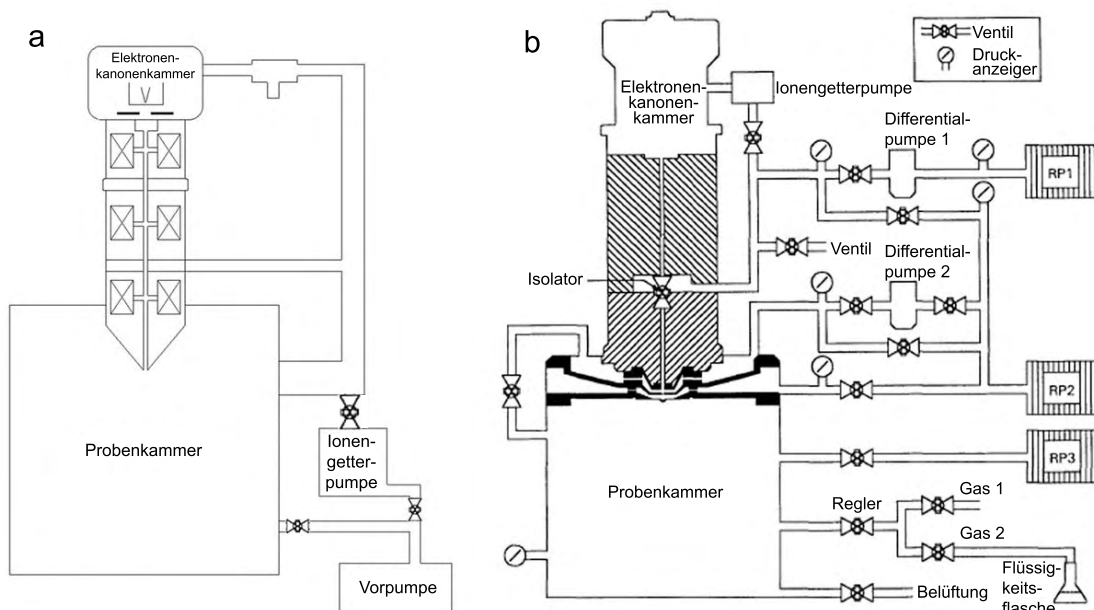 a
Elektronen-
kanonenkammer
Probenkammer
Ionen-
getter-
pumpe
Vorpumpe
b
Ventil
Druck-
anzeiger
Elektronen-
kanonen-
kammer
Ionengetterpumpe
Differential-
pumpe 1
RP1
Ventil
Isolator
Differential-
pumpe 2
RP2
RP3
Probenkammer
Regler
Gas 1
Gas 2
Flüssig-
keits-
flasche
Belüftung